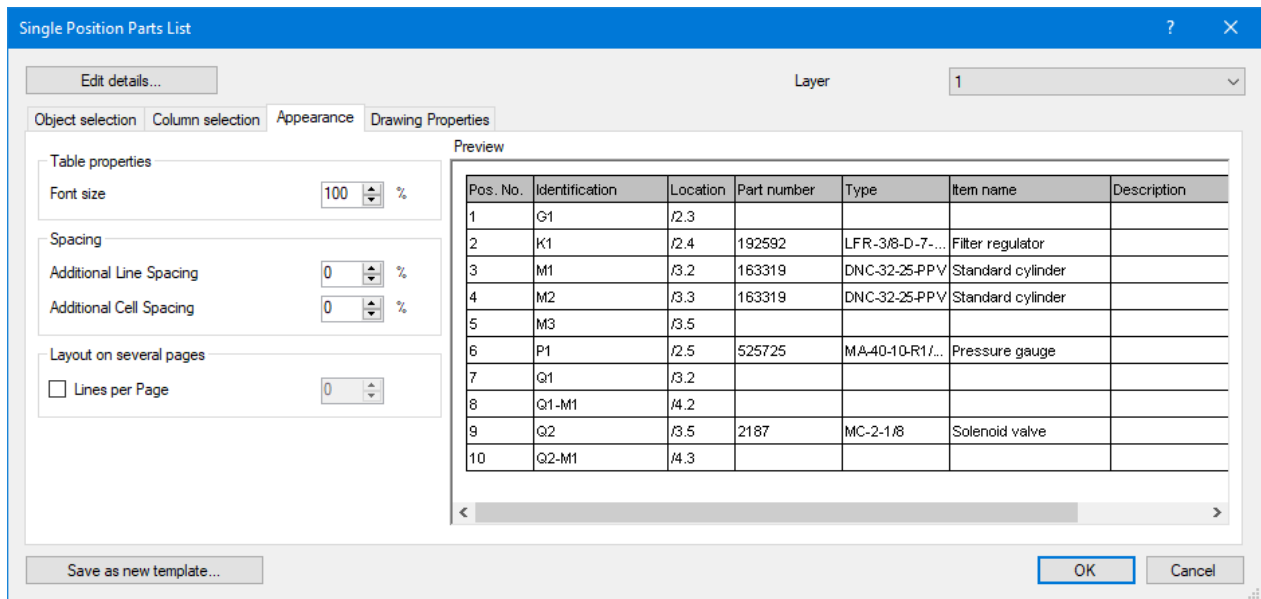 Single Position Parts List ?
Edit details... Layer 1
Object selection Column selection Appearance Drawing Properties
Preview
Table properties
Font size 100 %
Spacing
Additional Line Spacing 0 %
Additional Cell Spacing 0 %
Layout on several pages
Lines per Page 0
Pos. No. Identification Location Part number Type Item name Description
1 G1 /2.3
2 K1 /2.4 192592 LFR-3/8-D-7-... Filter regulator
3 M1 /3.2 163319 DNC-32-25-PPV Standard cylinder
4 M2 /3.3 163319 DNC-32-25-PPV Standard cylinder
5 M3 /3.5
6 P1 /2.5 525725 MA-40-10-R1/... Pressure gauge
7 Q1 /3.2
8 Q1-M1 /4.2
9 Q2 /3.5 2187 MC-2-1/8 Solenoid valve
10 Q2-M1 /4.3
Save as new template... OK Cancel